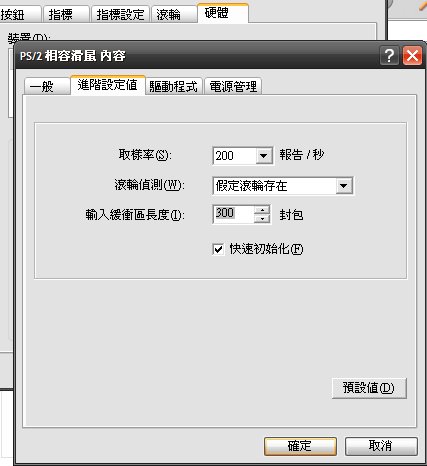 按鈕 指標 指標設定 滾輪 硬體
裝置(D):
PS/2 相容滑鼠 內容
一般 進階設定值 驅動程式 電源管理
取樣率(S): 200 報告 / 秒
滾輪偵測(W): 假定滾輪存在
輸入緩衝區長度(I): 300 封包
快速初始化(F)
預設值(D)
確定 取消